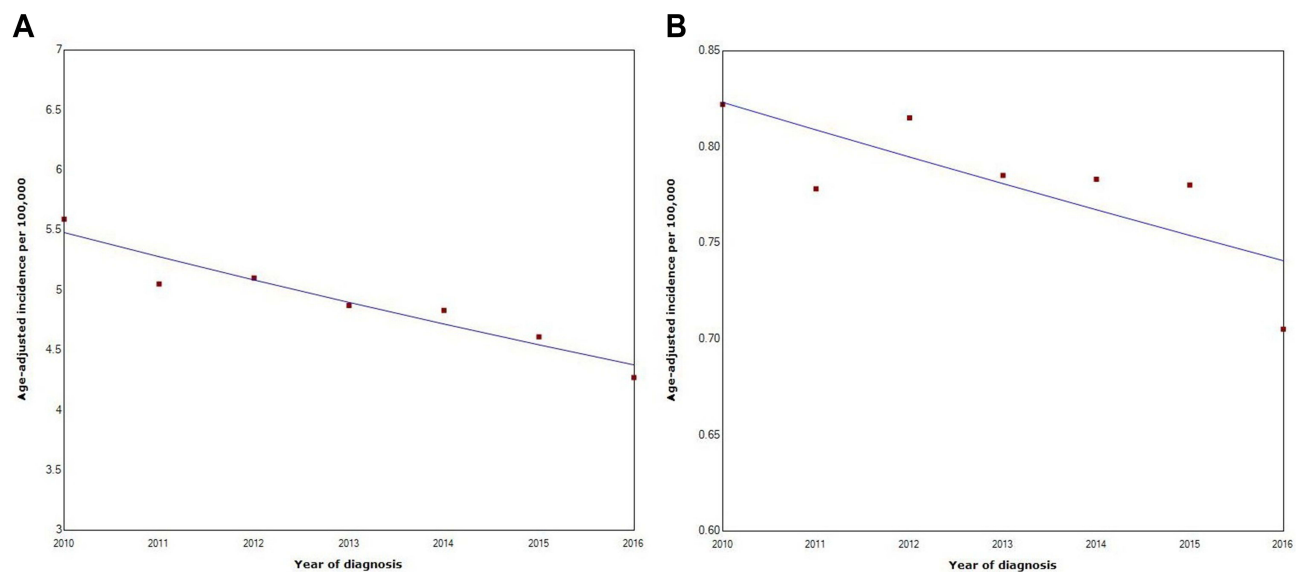 A
7
6.5
6
5.5
5
4.5
4
3.5
3
Age-adjusted incidence per 100,000
2010 2011 2012 2013 2014 2015 2016
Year of diagnosis
B
0.85
0.80
0.75
0.70
0.65
0.60
Age-adjusted incidence per 100,000
2010 2011 2012 2013 2014 2015 2016
Year of diagnosis